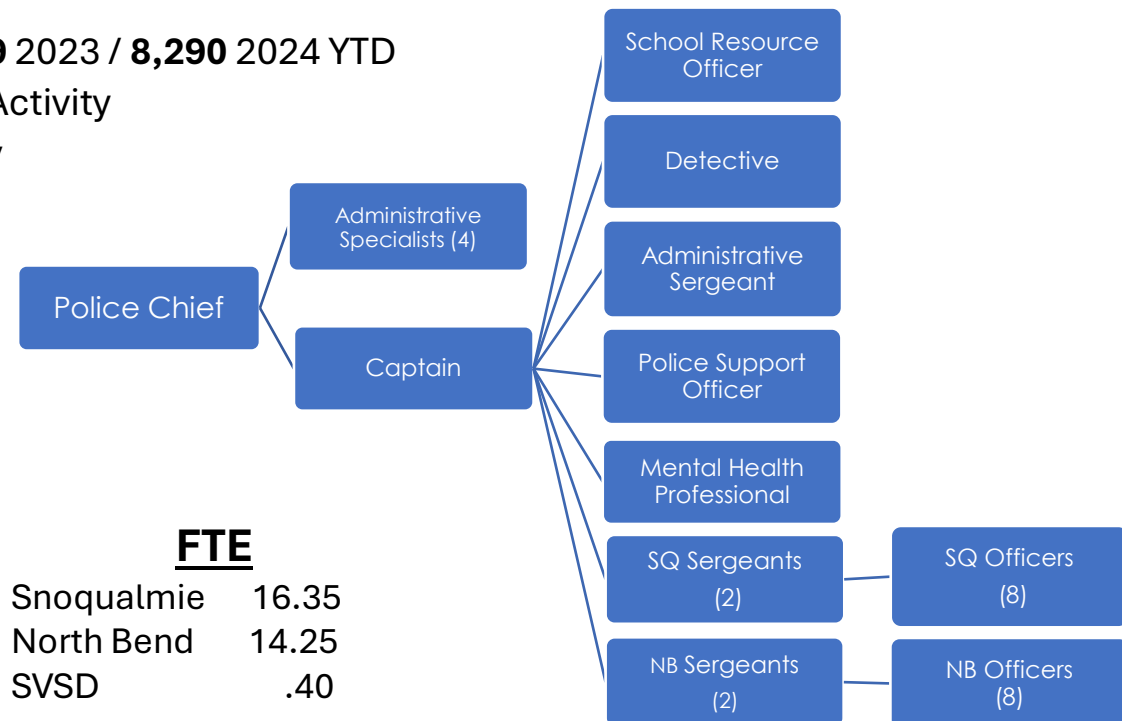 2023 / 8,290 2024 YTD
Activity
School Resource
Officer
Detective
Administrative
Specialists (4)
Administrative
Sergeant
Police Chief
Captain
Police Support
Officer
Mental Health
Professional
FTE
Snoqualmie 16.35
North Bend 14.25
SVSD .40
SQ Sergeants
(2)
SQ Officers
(8)
NB Sergeants
(2)
NB Officers
(8)